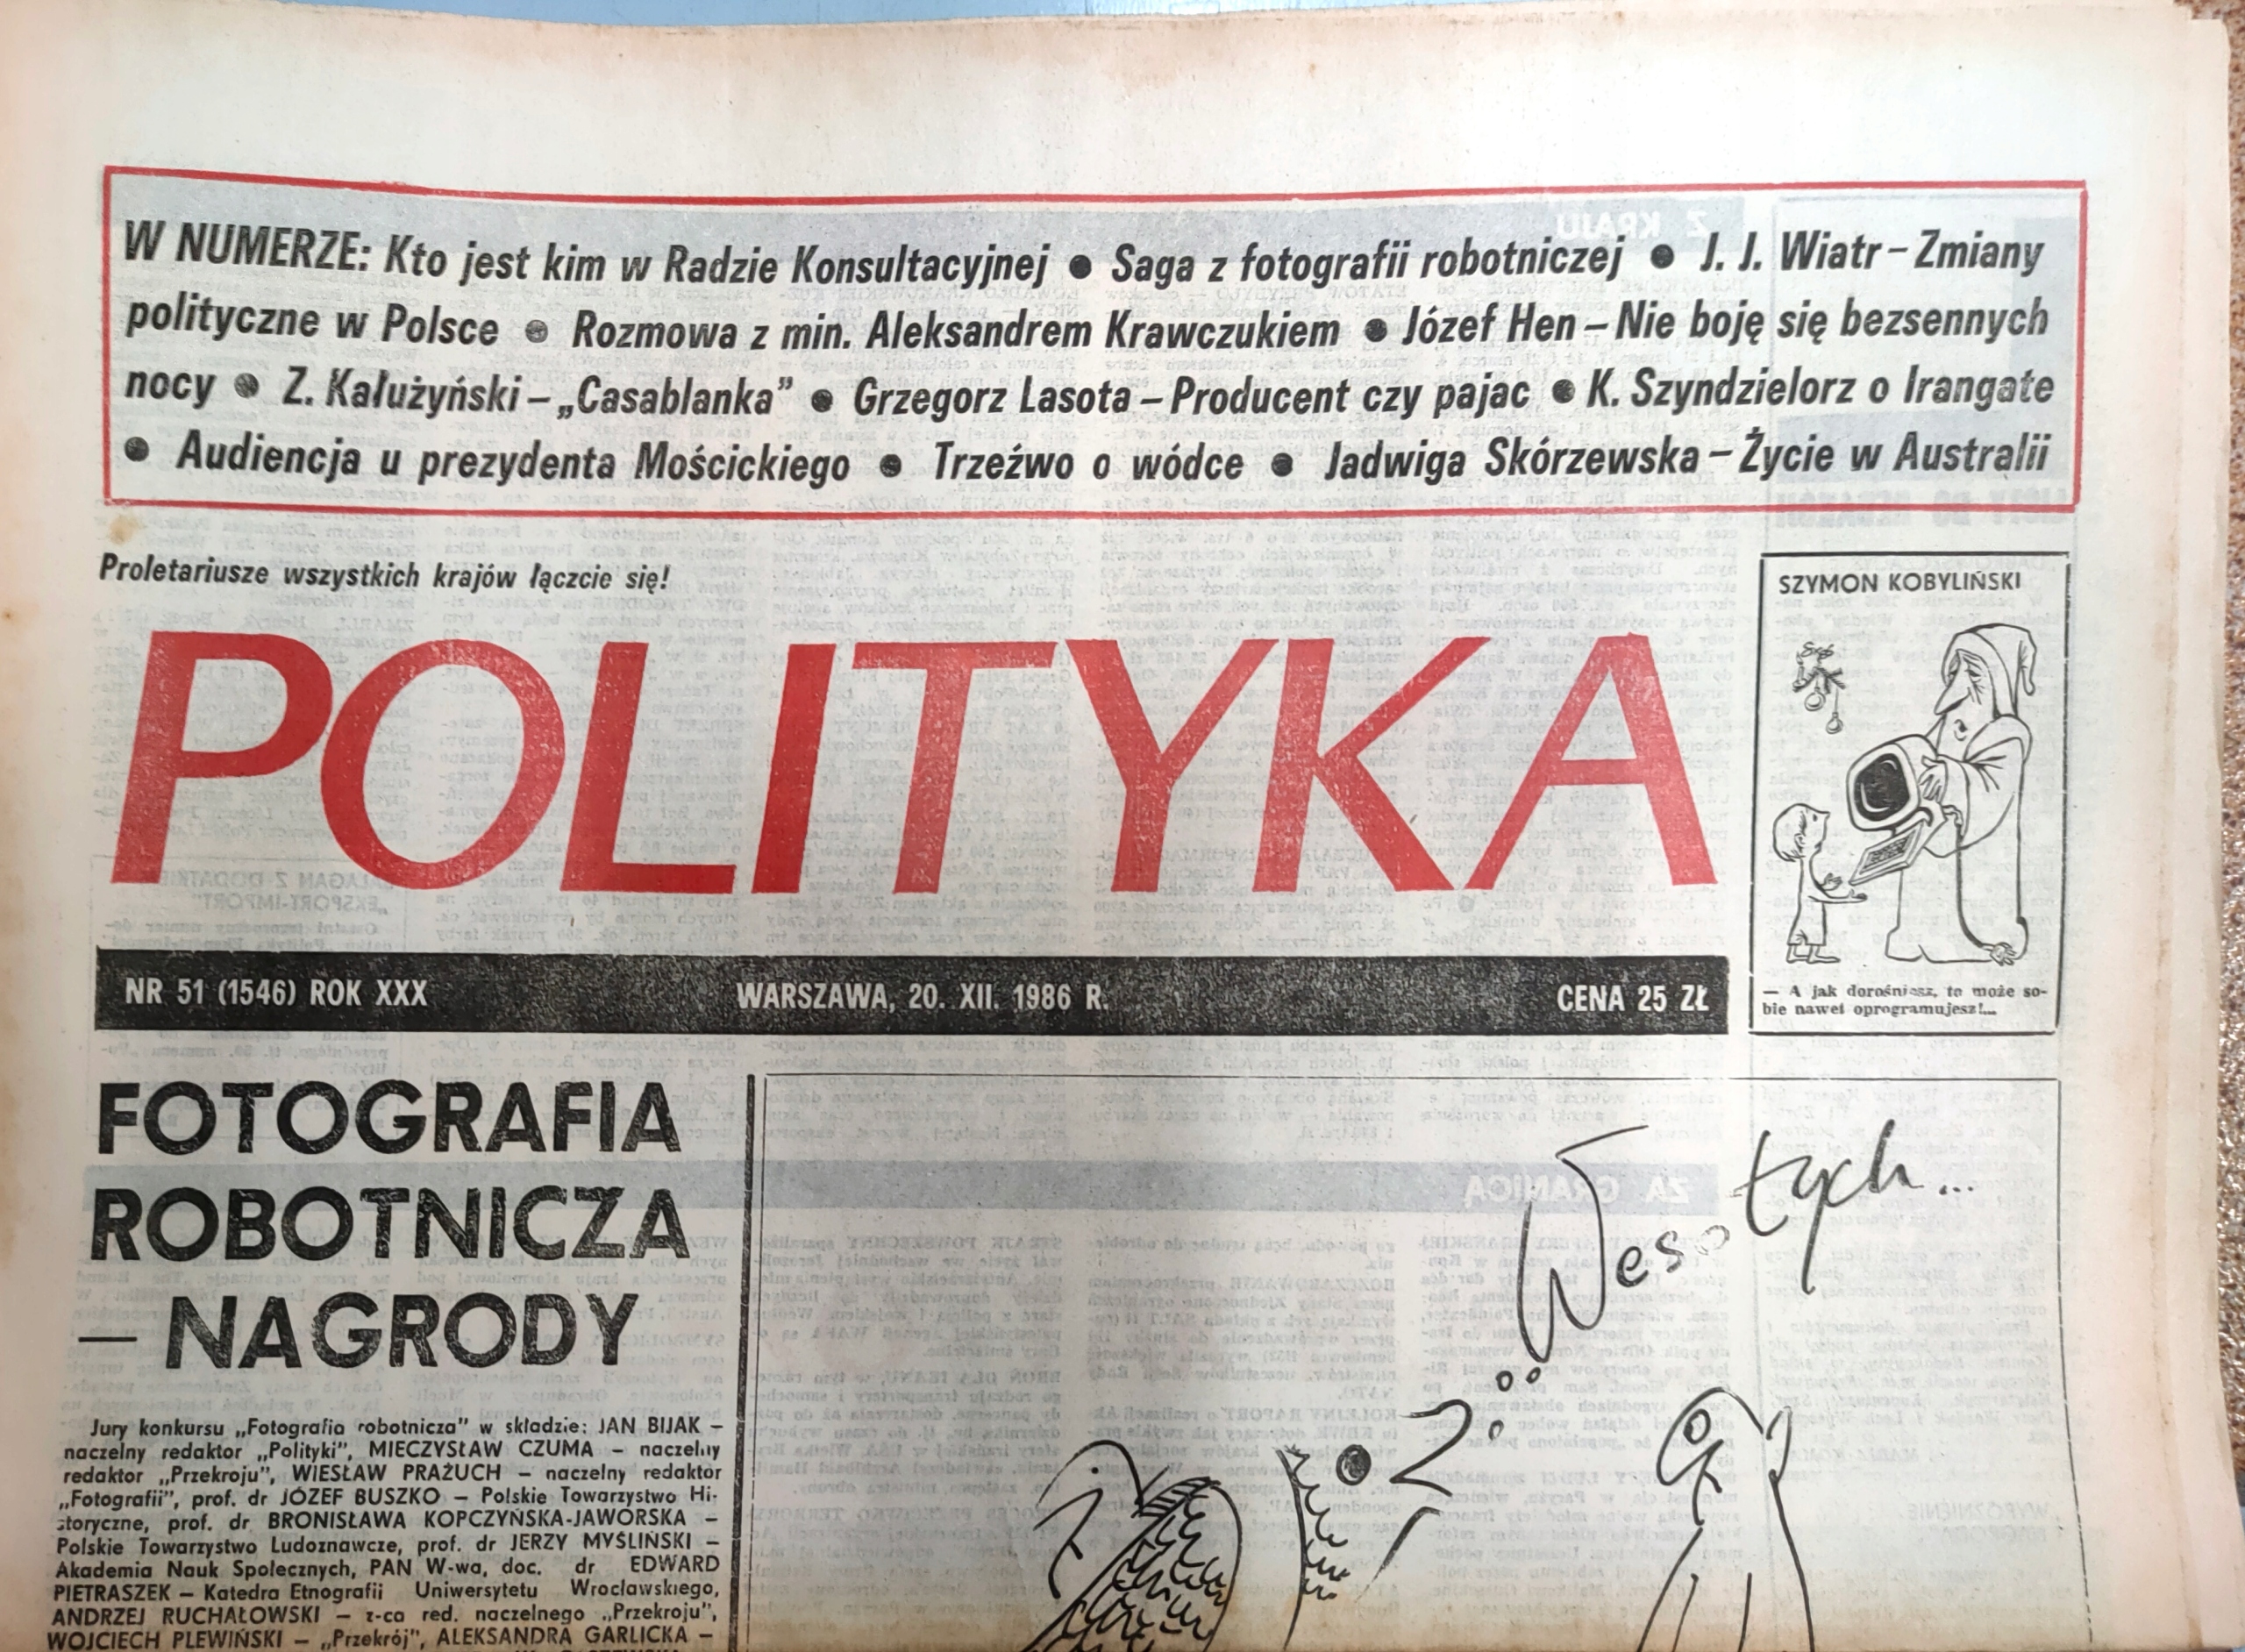 W NUMERZE: Kto jest kim w Radzie Konsultacyjnej ● Saga z fotografii robotniczej ● J. J. Wiatr – Zmiany
polityczne w Polsce ● Rozmowa z min. Aleksandrem Krawczukiem ● Józef Hen – Nie boję się bezsennych
nocy ● Z. Kałużyński – „Casablanka” ● Grzegorz Lasota – Producent czy pajac ● K. Szyndzielorz o Irangate
● Audiencja u prezydenta Mościckiego ● Trzeźwo o wódce ● Jadwiga Skórzewska – Życie w Australii
Proletariusze wszystkich krajów łączcie się!
POLITYKA
SZYMON KOBYLIŃSKI
— A jak dorośniesz, to może so-
bie nawet oprogramujesz!...
NR 51 (1546) ROK XXX WARSZAWA, 20. XII. 1986 R. CENA 25 ZŁ
FOTOGRAFIA
ROBOTNICZA
— NAGRODY
Jury konkursu „Fotografia robotnicza" w składzie: JAN BIJAK –
naczelny redaktor „Polityki", MIECZYSŁAW CZUMA – naczelny
redaktor „Przekroju", WIESŁAW PRAŻUCH – naczelny redaktor
„Fotografii", prof. dr JÓZEF BUSZKO – Polskie Towarzystwo Hi-
storyczne, prof. dr BRONISŁAWA KOPCZYŃSKA-JAWORSKA –
Polskie Towarzystwo Ludoznawcze, prof. dr JERZY MYŚLIŃSKI –
Akademia Nauk Społecznych, PAN W-wa, doc. dr EDWARD
PIETRASZEK – Katedra Etnografii Uniwersytetu Wrocławskiego,
ANDRZEJ RUCHAŁOWSKI – z-ca red. naczelnego „Przekroju",
WOJCIECH PLEWIŃSKI – „Przekrój", ALEKSANDRA GARLICKA –
Wesołych...